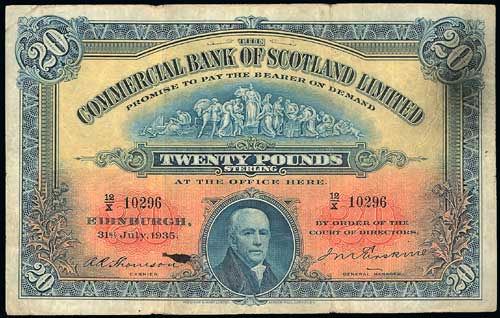 20 20
THE
COMMERCIAL BANK OF SCOTLAND LIMITED
PROMISE TO PAY THE BEARER ON DEMAND
TWENTY POUNDS
STERLING
AT THE OFFICE HERE.
12/X 10296 12/X 10296
EDINBURGH, BY ORDER OF THE
31st July, 1935. COURT OF DIRECTORS,
CASHIER GENERAL MANAGER
20 20